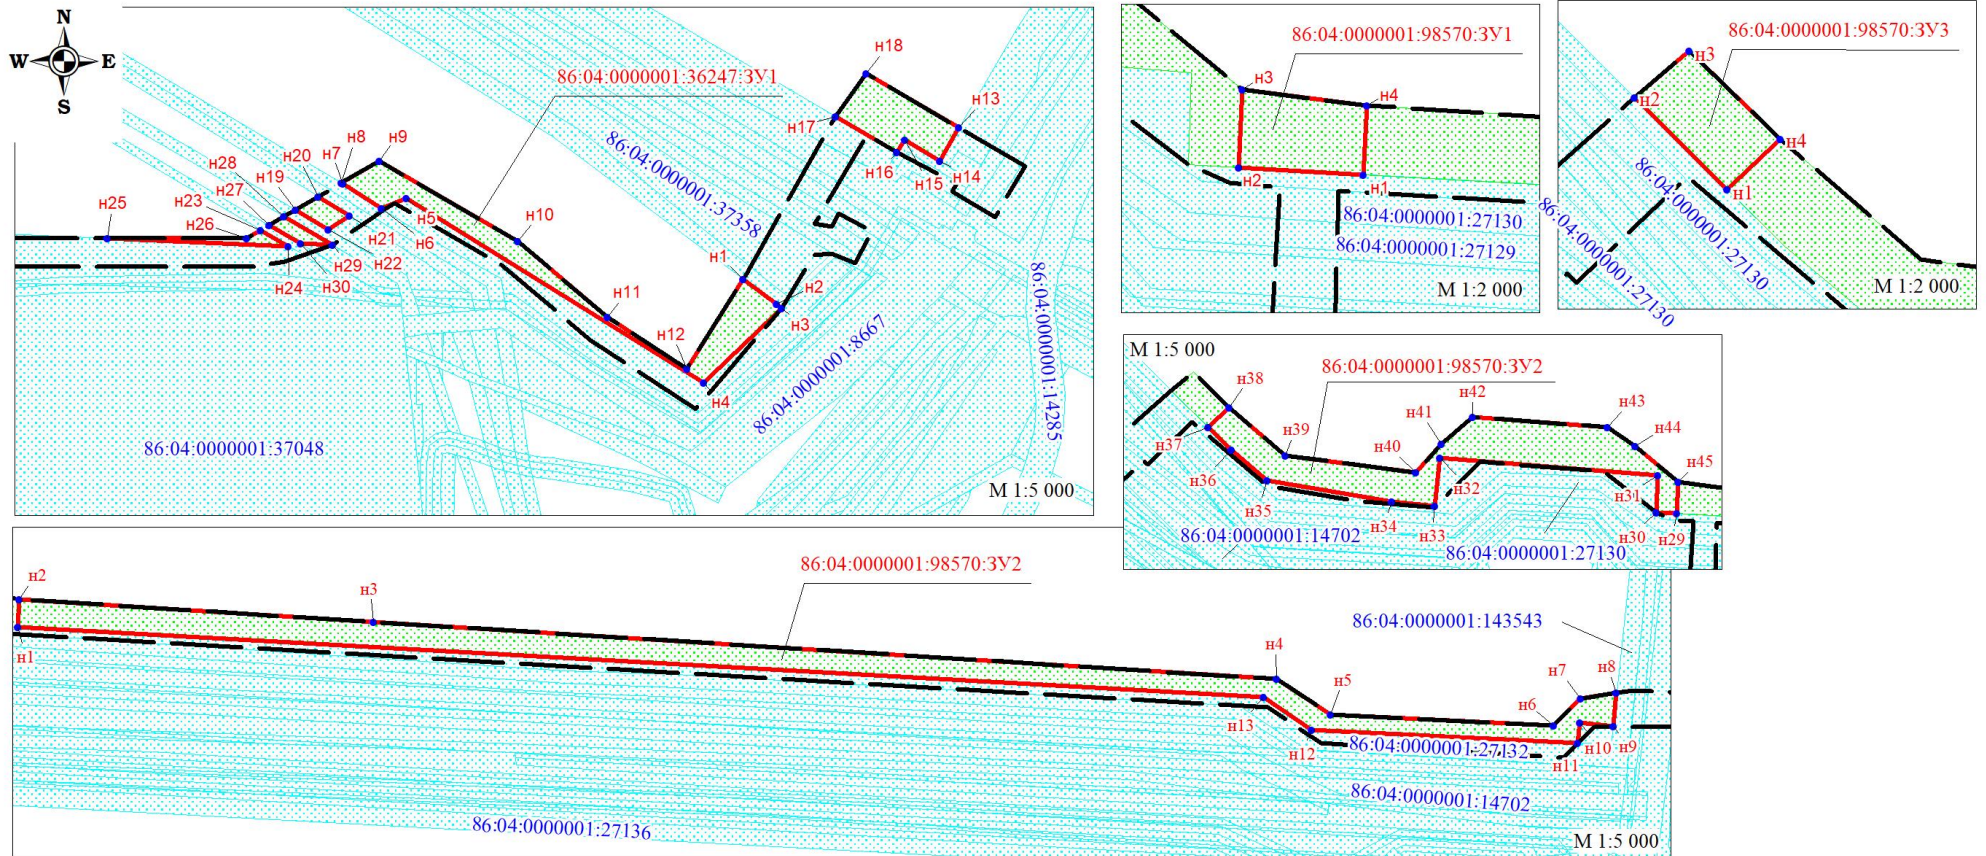 N
W
E
S
86:04:0000001:36247:ЗУ1
н18
н13
н17
н16
н15
н14
86:04:0000001:37358
н9
н8
н7
н20
н28
н19
н27
н23
н25
н26
н5
н10
н6
н21
н22
н29
н30
н24
н11
н1
н2
н3
н12
н4
86:04:0000001:8667
86:04:0000001:14285
86:04:0000001:37048
М 1:5 000
86:04:0000001:98570:ЗУ1
н3
н4
н2
н1
86:04:0000001:27130
86:04:0000001:27129
М 1:2 000
86:04:0000001:98570:ЗУ3
н3
н2
н4
н1
86:04:0000001:27130
86:04:0000001:27130
М 1:2 000
М 1:5 000
86:04:0000001:98570:ЗУ2
н38
н42
н43
н41
н44
н39
н37
н40
н45
н36
н32
н31
н35
н34
н33
н30
н29
86:04:0000001:14702
86:04:0000001:27130
86:04:0000001:98570:ЗУ2
н2
н3
86:04:0000001:143543
н1
н4
н5
н7
н8
н6
н13
н12
86:04:0000001:27132
н10
н9
н11
86:04:0000001:14702
86:04:0000001:27136
М 1:5 000